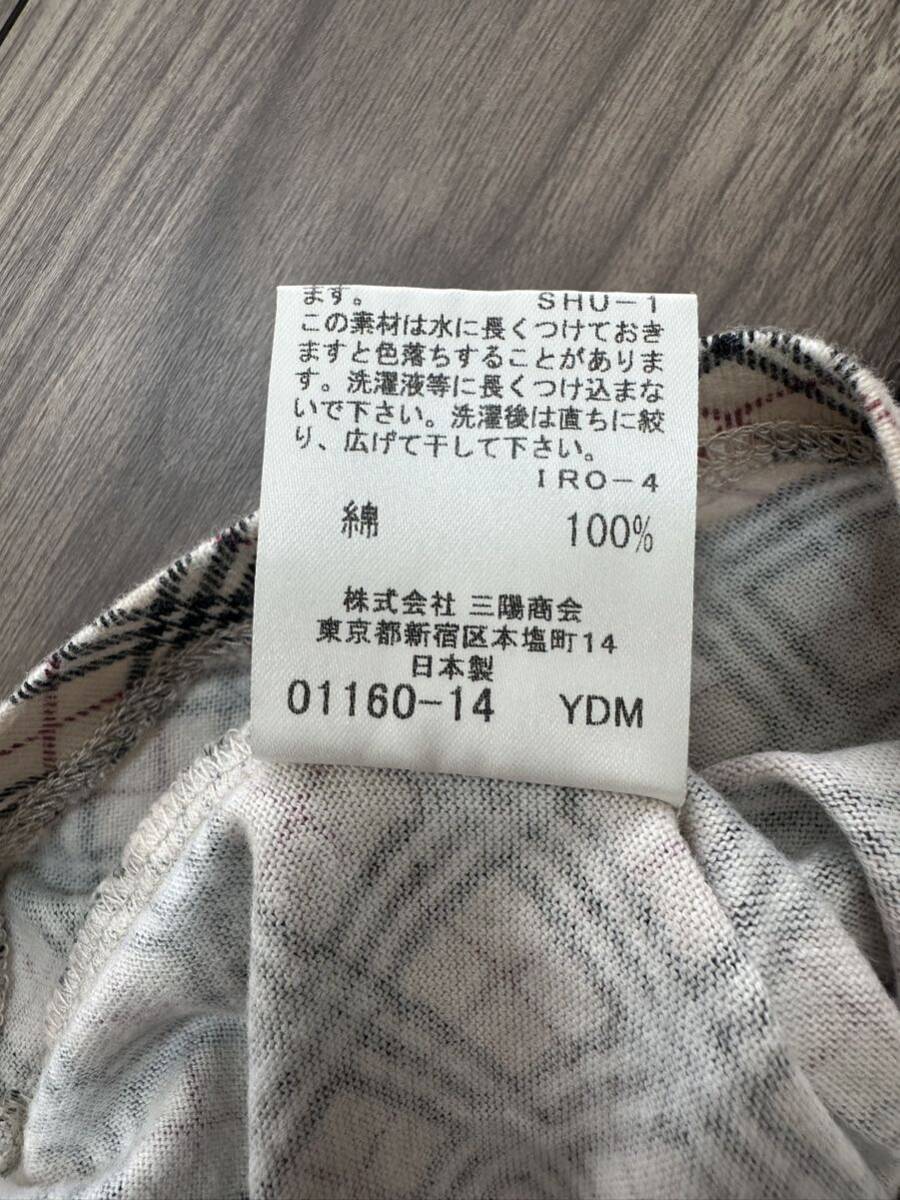 ます。 SHU-1
この素材は水に長くつけておき
ますと色落ちすることがありま
す。洗濯液等に長くつけ込まな
いで下さい。洗濯後は直ちに絞
り、広げて干して下さい。
IRO-4
綿 100%
株式会社 三陽商会
東京都新宿区本塩町14
日本製
01160-14 YDM